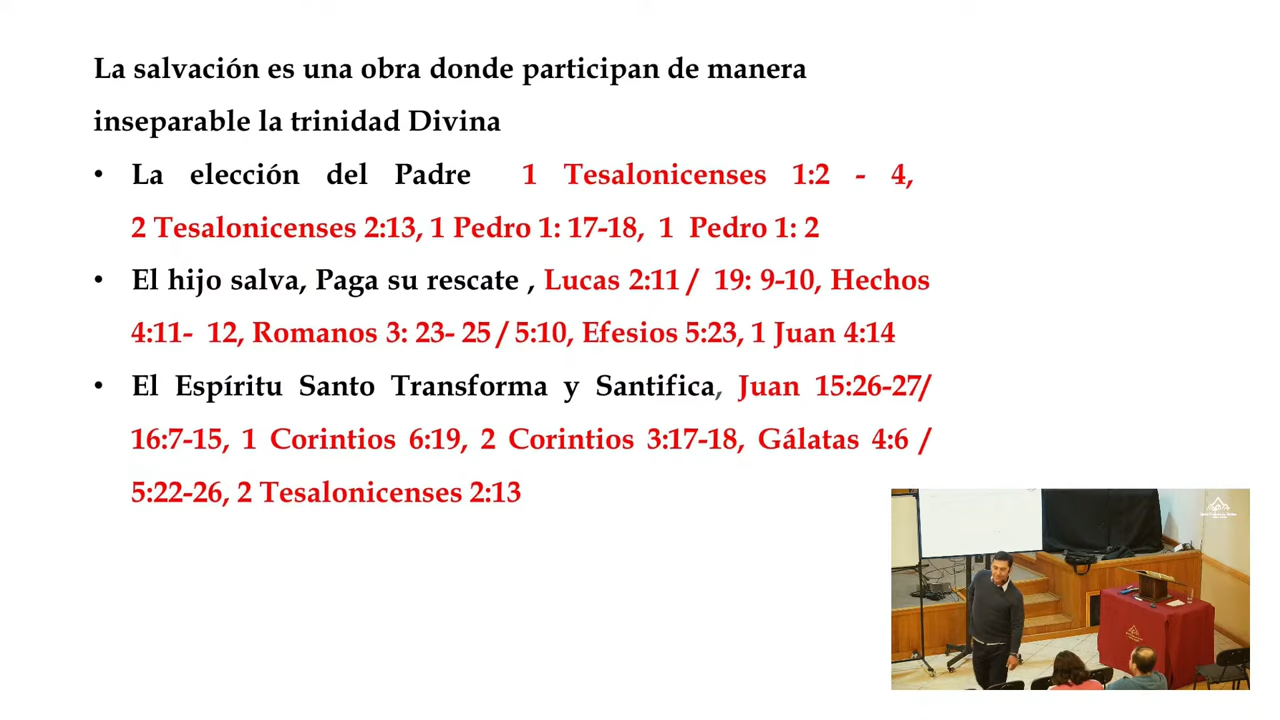 La salvación es una obra donde participan de manera
inseparable la trinidad Divina
• La elección del Padre 1 Tesalonicenses 1:2 - 4,
2 Tesalonicenses 2:13, 1 Pedro 1: 17-18, 1 Pedro 1: 2
• El hijo salva, Paga su rescate , Lucas 2:11 / 19: 9-10, Hechos
4:11- 12, Romanos 3: 23- 25 / 5:10, Efesios 5:23, 1 Juan 4:14
• El Espíritu Santo Transforma y Santifica, Juan 15:26-27/
16:7-15, 1 Corintios 6:19, 2 Corintios 3:17-18, Gálatas 4:6 /
5:22-26, 2 Tesalonicenses 2:13